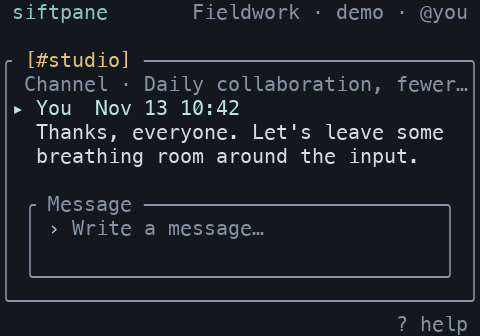 siftpane Fieldwork · demo · @you
[#studio]
Channel · Daily collaboration, fewer…
▸ You Nov 13 10:42
Thanks, everyone. Let's leave some
breathing room around the input.
Message
› Write a message…
? help